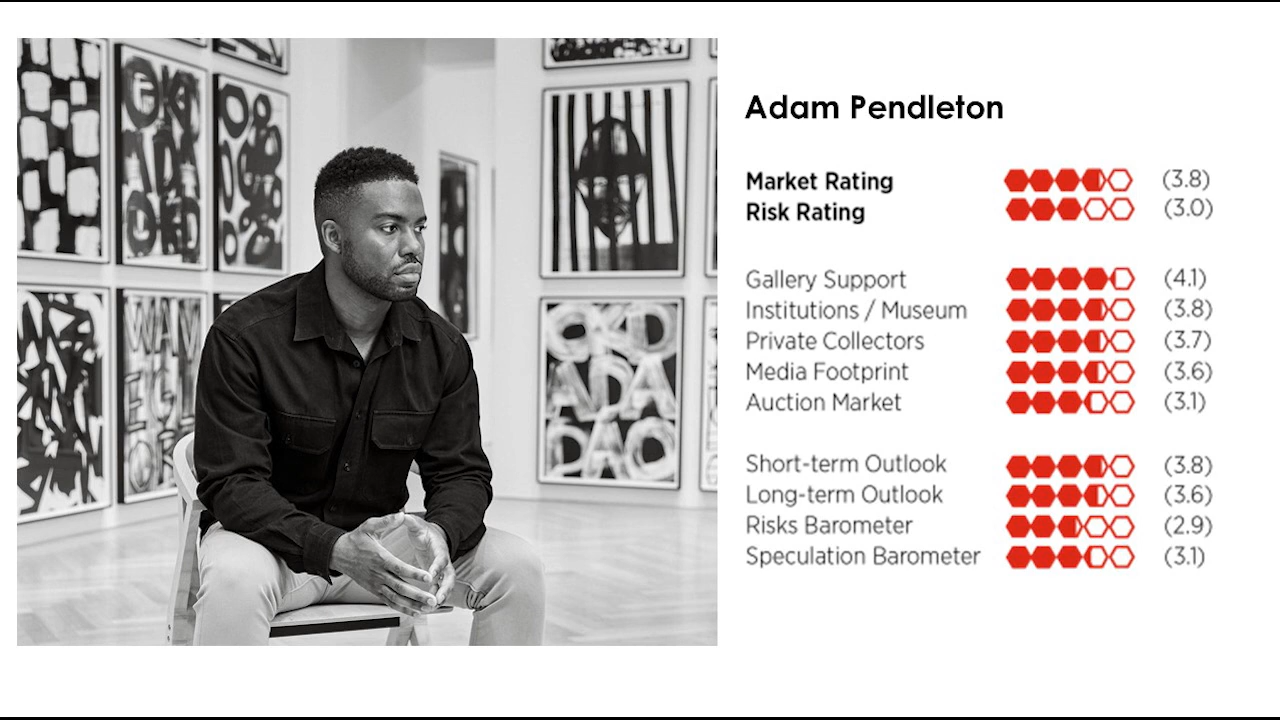 Adam Pendleton
Market Rating (3.8)
Risk Rating (3.0)
Gallery Support (4.1)
Institutions / Museum (3.8)
Private Collectors (3.7)
Media Footprint (3.6)
Auction Market (3.1)
Short-term Outlook (3.8)
Long-term Outlook (3.6)
Risks Barometer (2.9)
Speculation Barometer (3.1)